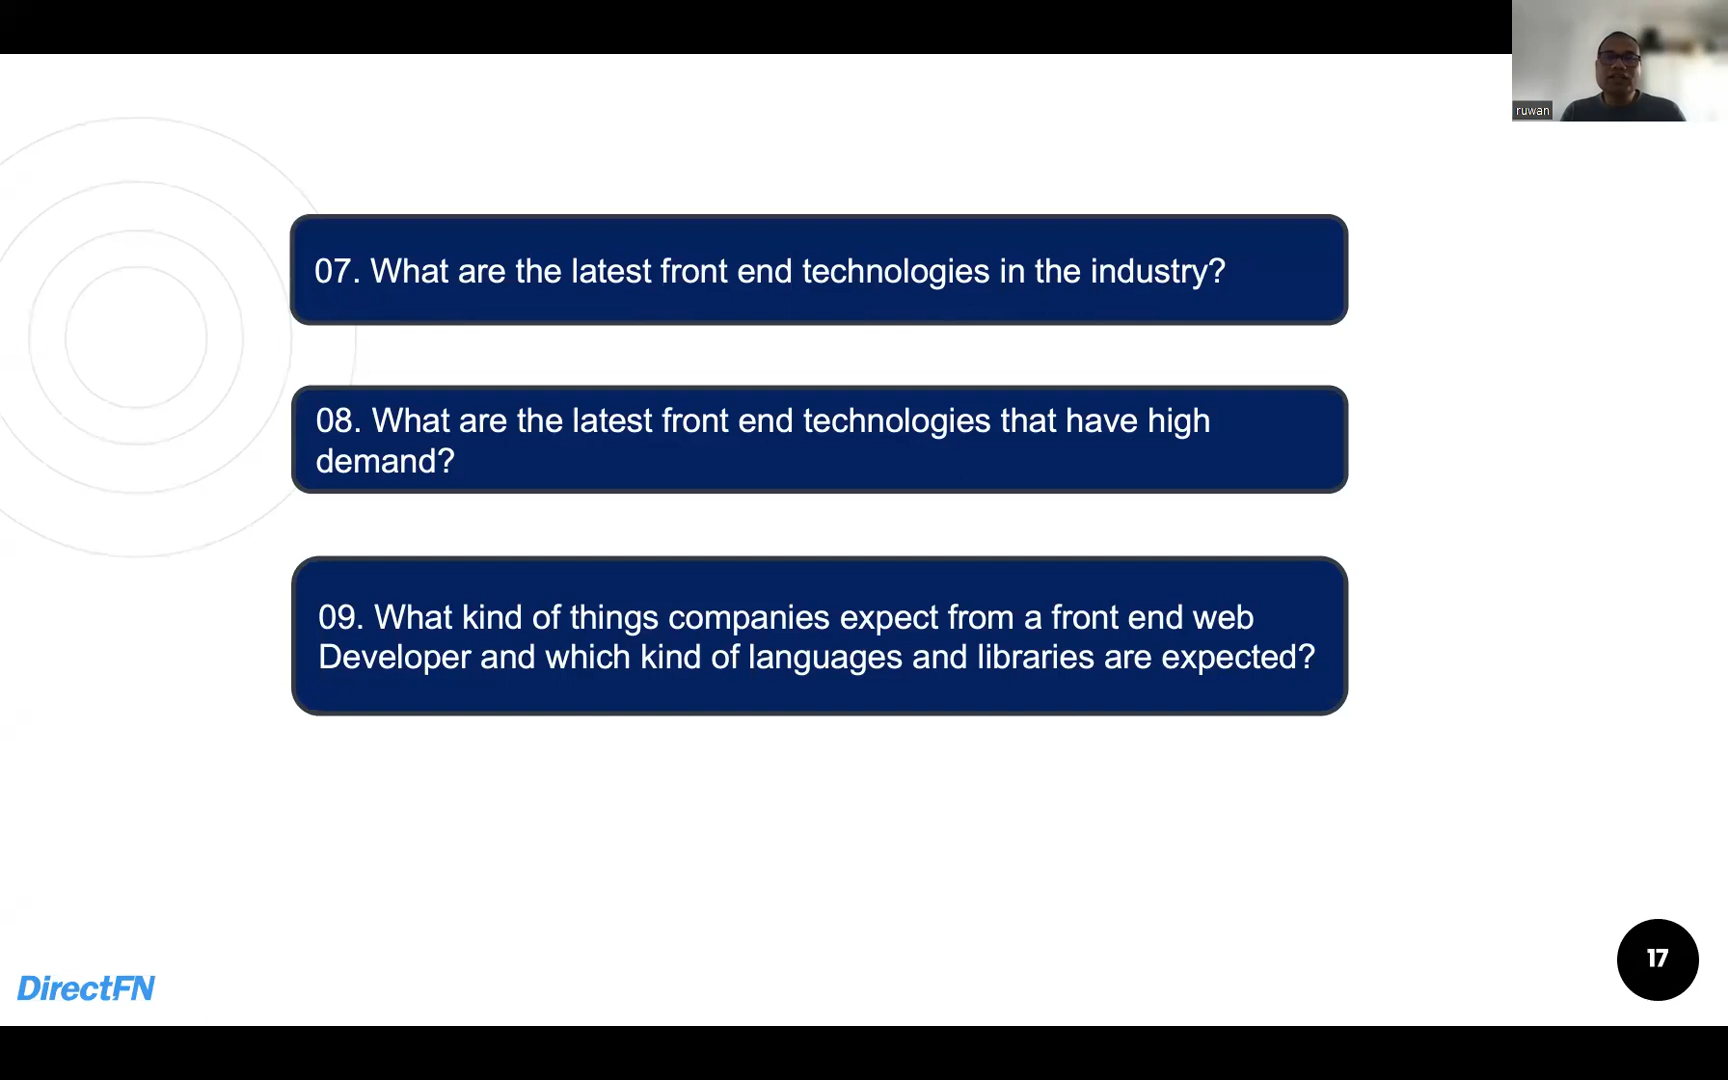 ruwan
07. What are the latest front end technologies in the industry?
08. What are the latest front end technologies that have high
demand?
09. What kind of things companies expect from a front end web
Developer and which kind of languages and libraries are expected?
17
DirectFN